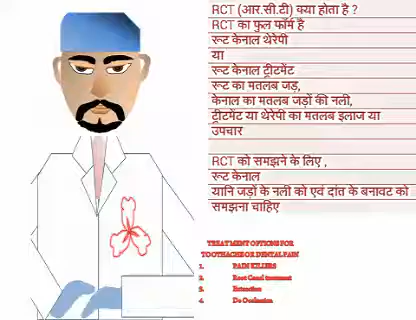 RCT (आर.सी.टी) क्या होता है ?
RCT का फुल फॉर्म है
रूट केनाल थेरेपी
या
रूट केनाल ट्रीटमेंट
रूट का मतलब जड़,
केनाल का मतलब जड़ों की नली,
ट्रीटमेंट या थेरेपी का मतलब इलाज या
उपचार
RCT को समझने के लिए ,
रूट केनाल
यानि जड़ों के नली को एवं दांत के बनावट को
समझना चाहिए
TREATMENT OPTIONS FOR
TOOTHACHE OR DENTAL PAIN
1. PAIN KILLERS
2. Root Canal treatment
3. Extraction
4. De Occlusion